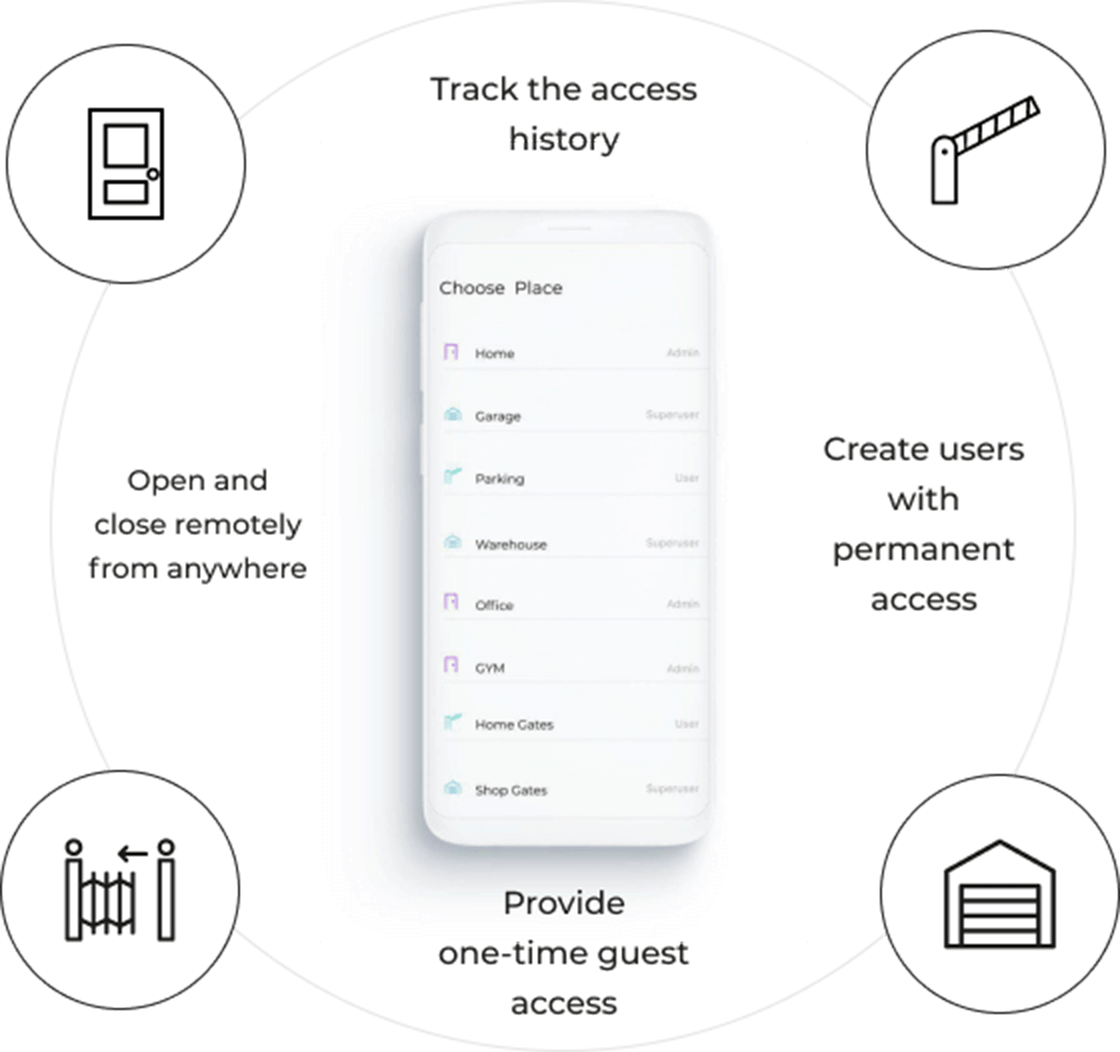 Track the access
history
Choose Place
Home Admin
Garage Superuser
Parking User
Warehouse Superuser
Office Admin
GYM Admin
Home Gates User
Shop Gates Superuser
Open and
close remotely
from anywhere
Create users
with
permanent
access
Provide
one-time guest
access